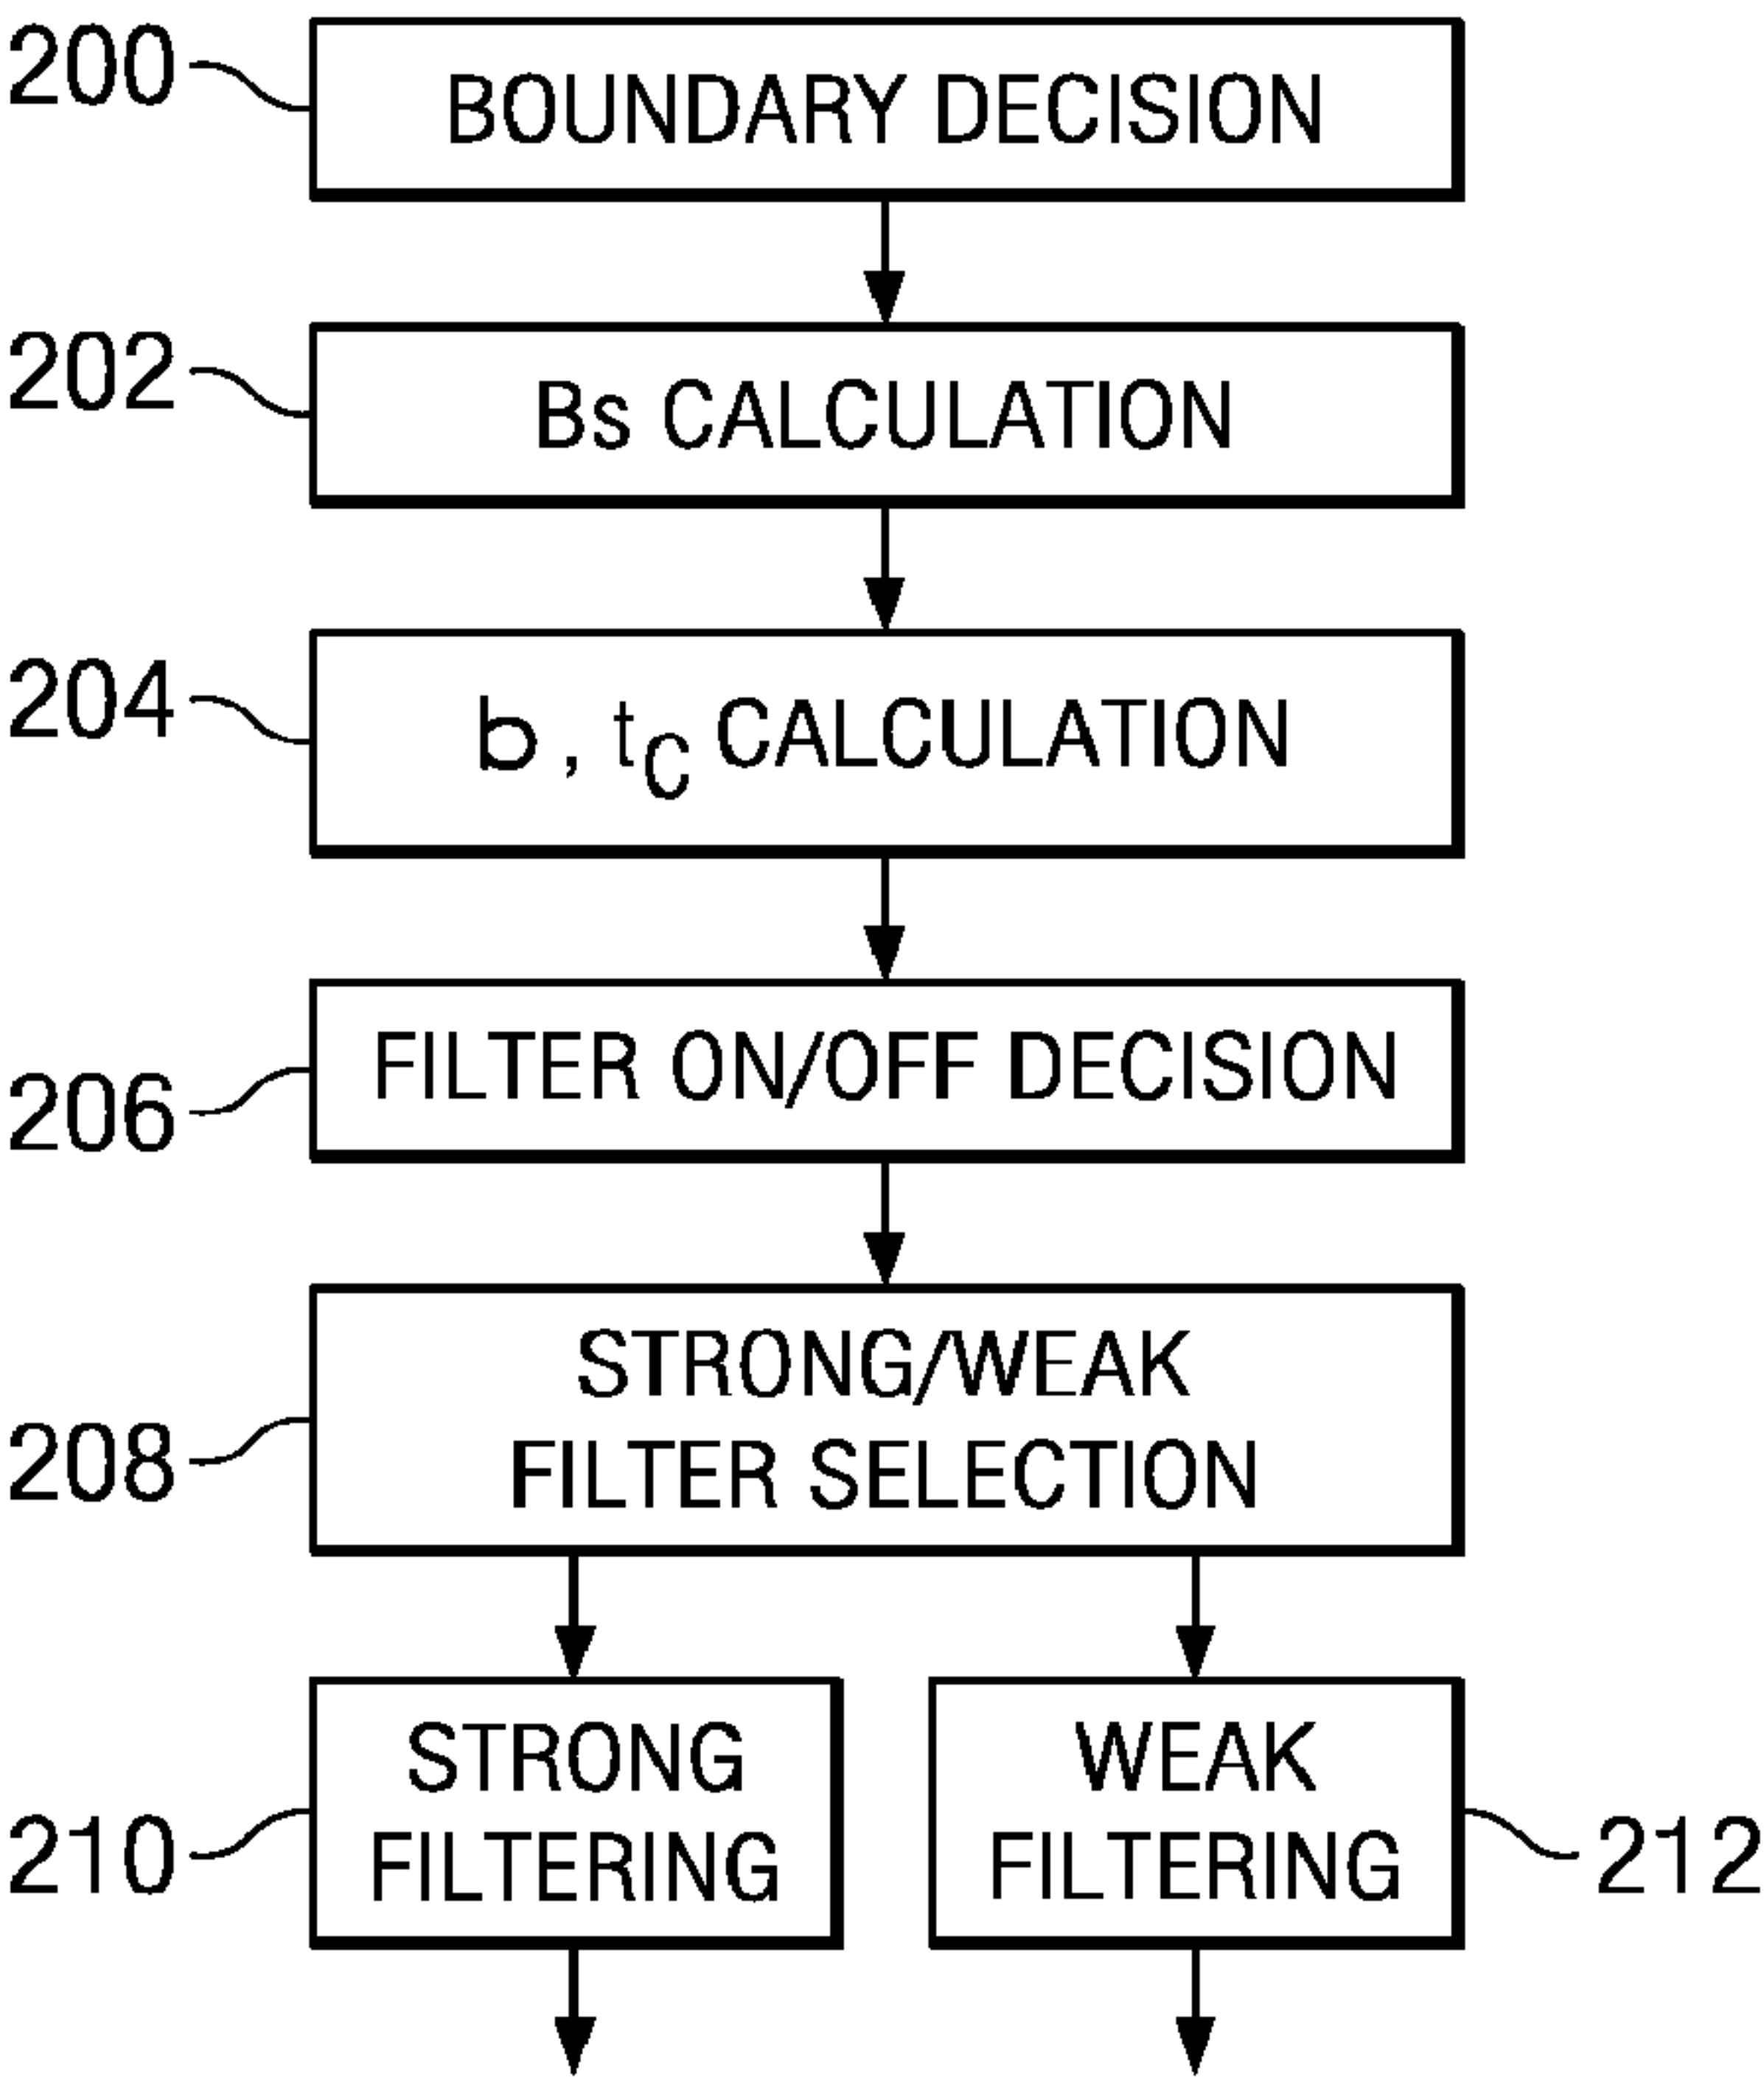 200
BOUNDARY DECISION
202
Bs CALCULATION
204
b, tC CALCULATION
206
FILTER ON/OFF DECISION
208
STRONG/WEAK
FILTER SELECTION
210
STRONG
FILTERING
WEAK
FILTERING
212